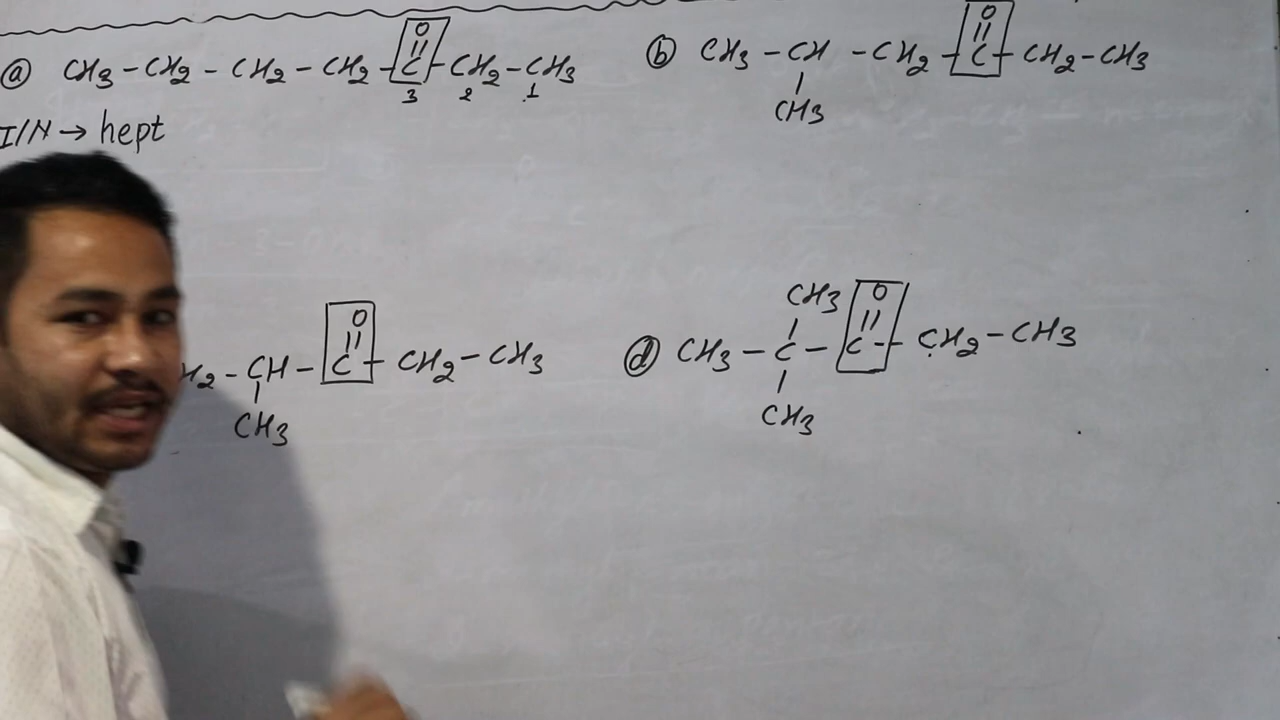 O
ⓐ CH3 – CH2 – CH2 – CH2 – C – CH2 – CH3
3 2 1
I/N → hept
O
ⓑ CH3 – CH – CH2 – C – CH2 – CH3
CH3
O
H2 – CH – C – CH2 – CH3
CH3
CH3 O
ⓓ CH3 – C – C – CH2 – CH3
CH3